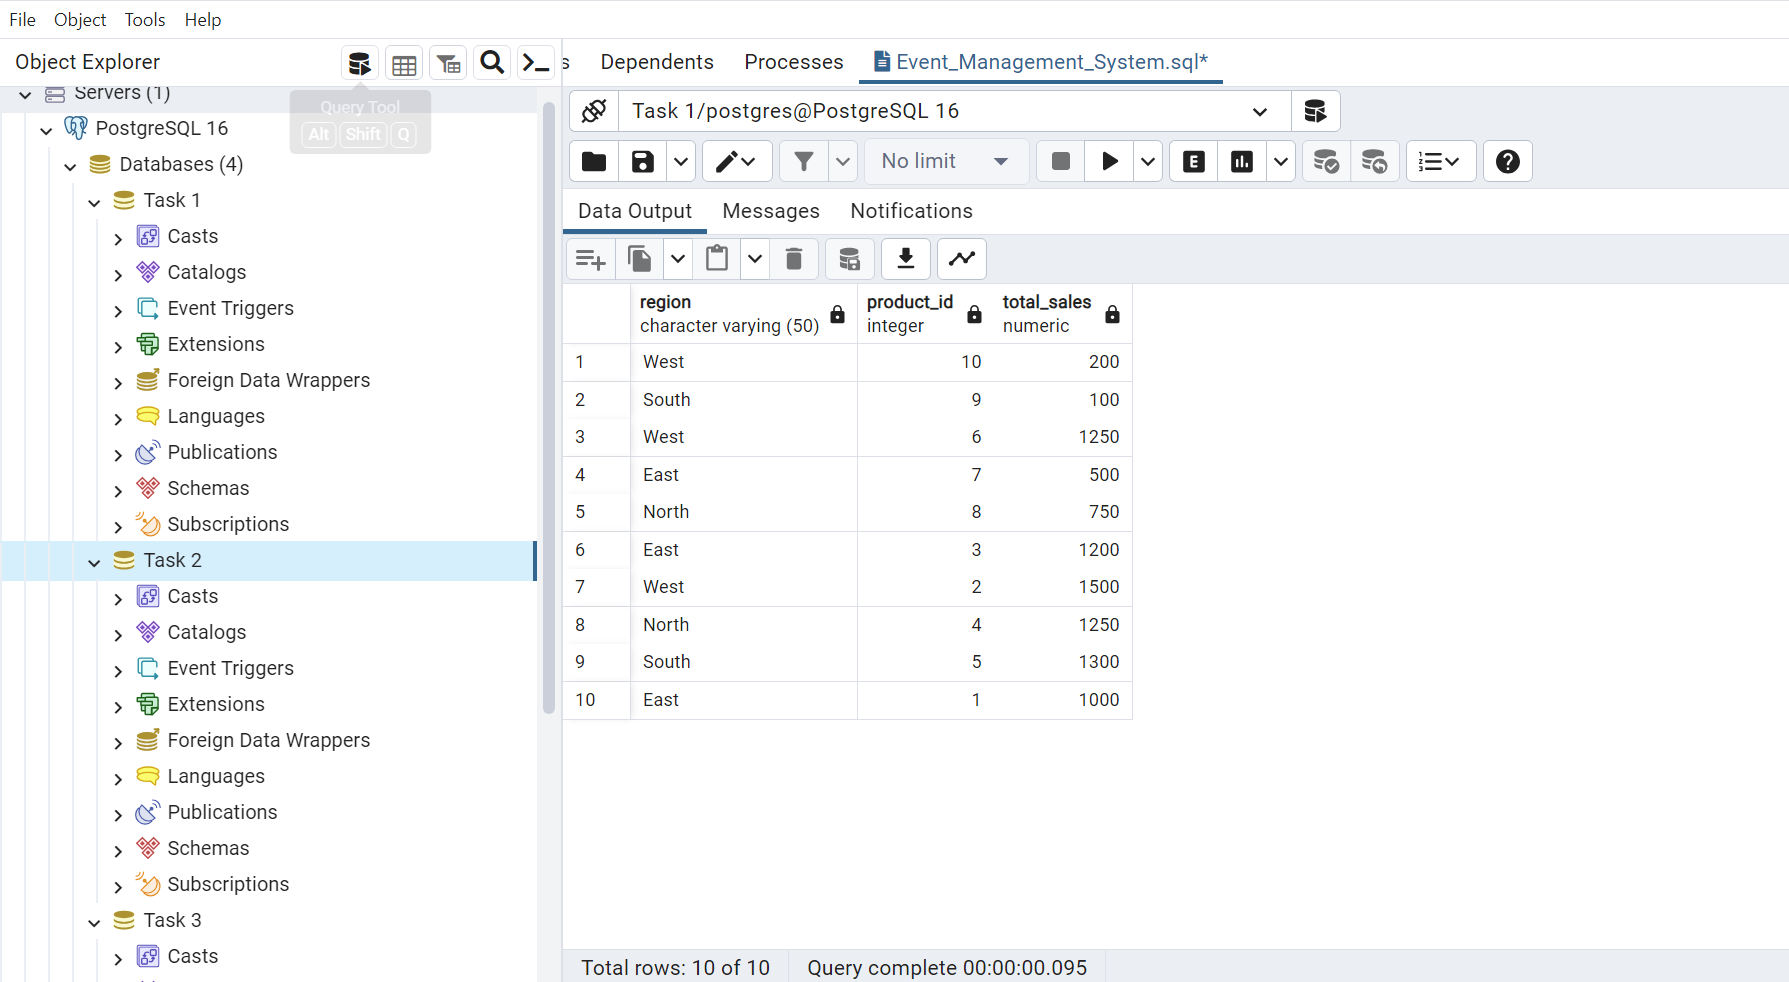 File Object Tools Help
Object Explorer
Dependents Processes Event_Management_System.sql*
Servers (1)
Query Tool
Alt Shift Q
PostgreSQL 16
Databases (4)
Task 1
Casts
Catalogs
Event Triggers
Extensions
Foreign Data Wrappers
Languages
Publications
Schemas
Subscriptions
Task 2
Casts
Catalogs
Event Triggers
Extensions
Foreign Data Wrappers
Languages
Publications
Schemas
Subscriptions
Task 3
Casts
s
Task 1/postgres@PostgreSQL 16
No limit
E
Data Output Messages Notifications
region product_id total_sales
character varying (50) integer numeric
1 West 10 200
2 South 9 100
3 West 6 1250
4 East 7 500
5 North 8 750
6 East 3 1200
7 West 2 1500
8 North 4 1250
9 South 5 1300
10 East 1 1000
Total rows: 10 of 10 Query complete 00:00:00.095